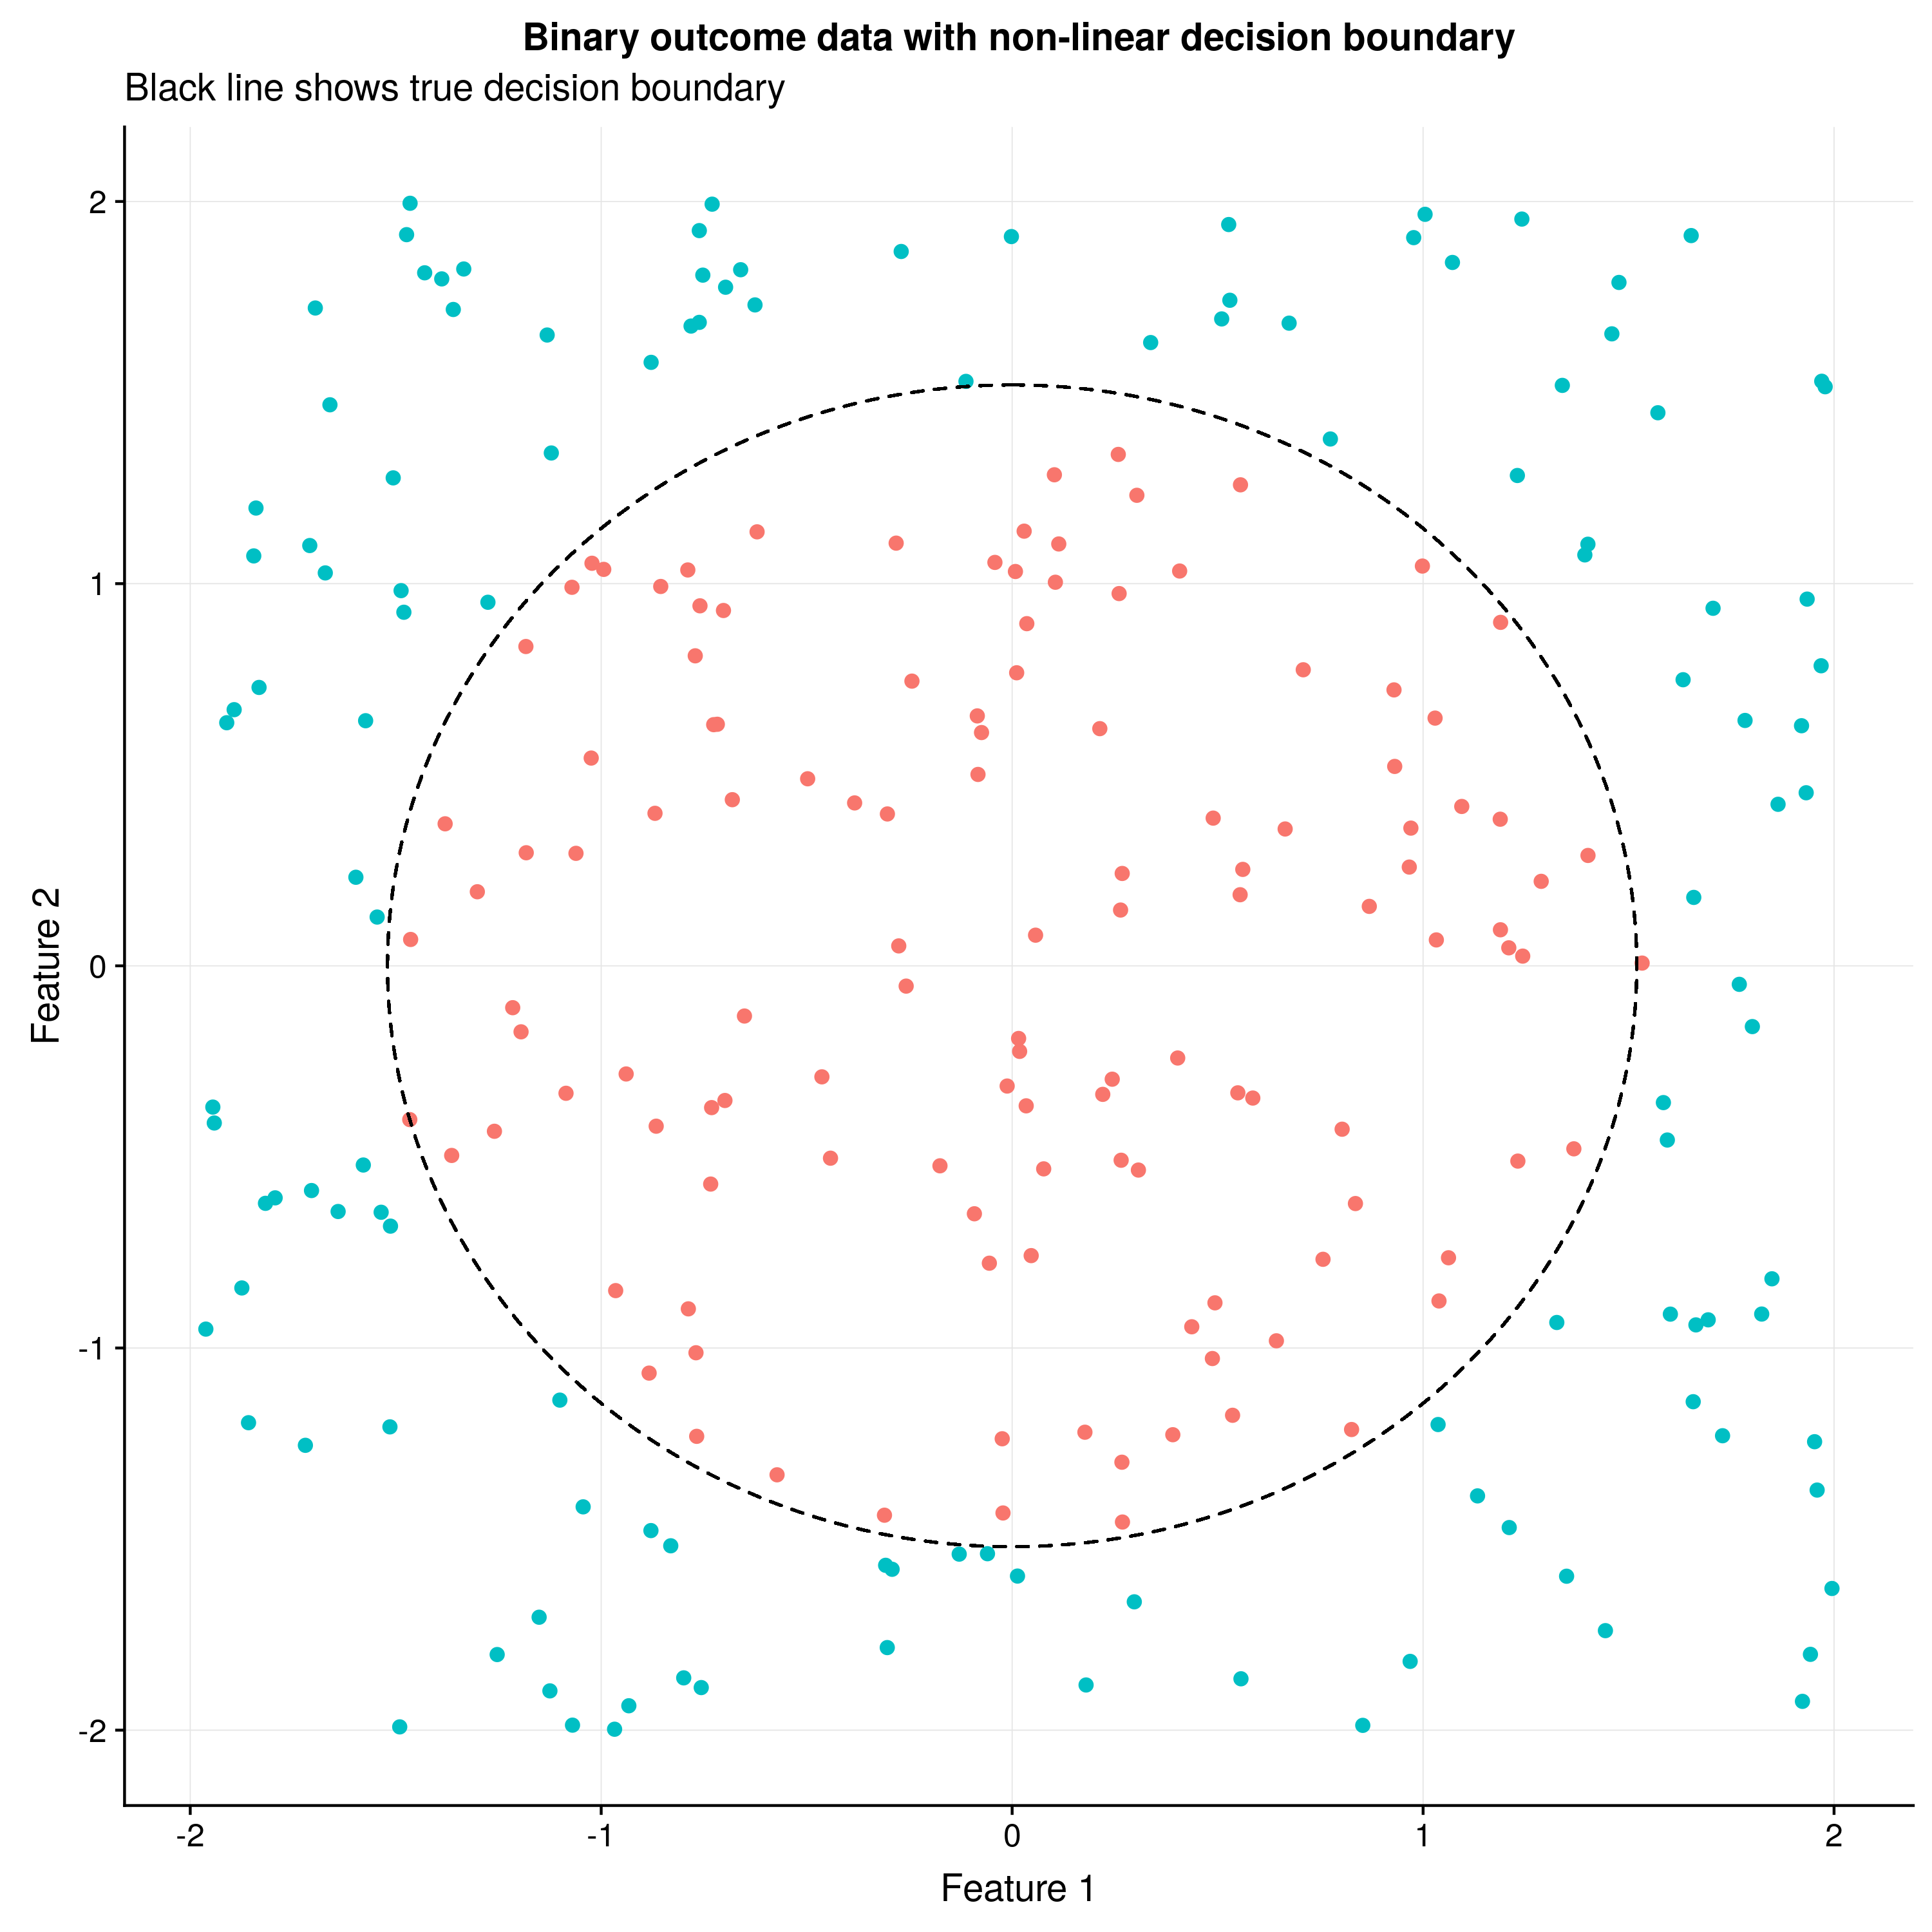 Binary outcome data with non-linear decision boundary
Black line shows true decision boundary
2
1
0
-1
-2
Feature 2
-2
-1
0
1
2
Feature 1